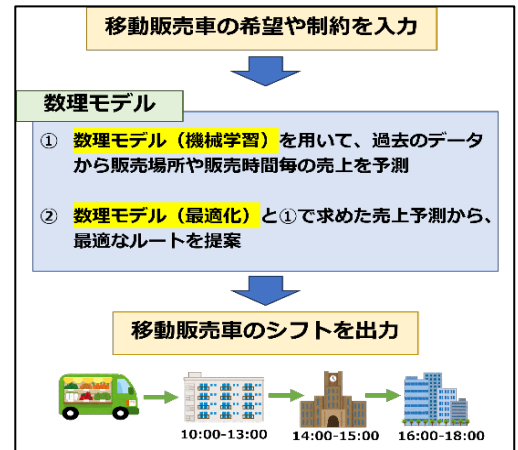 移動販売車の希望や制約を入力
数理モデル
① 数理モデル（機械学習）を用いて、過去のデータ
から販売場所や販売時間毎の売上を予測
② 数理モデル（最適化）と①で求めた売上予測から、
最適なルートを提案
移動販売車のシフトを出力
10:00-13:00 14:00-15:00 16:00-18:00